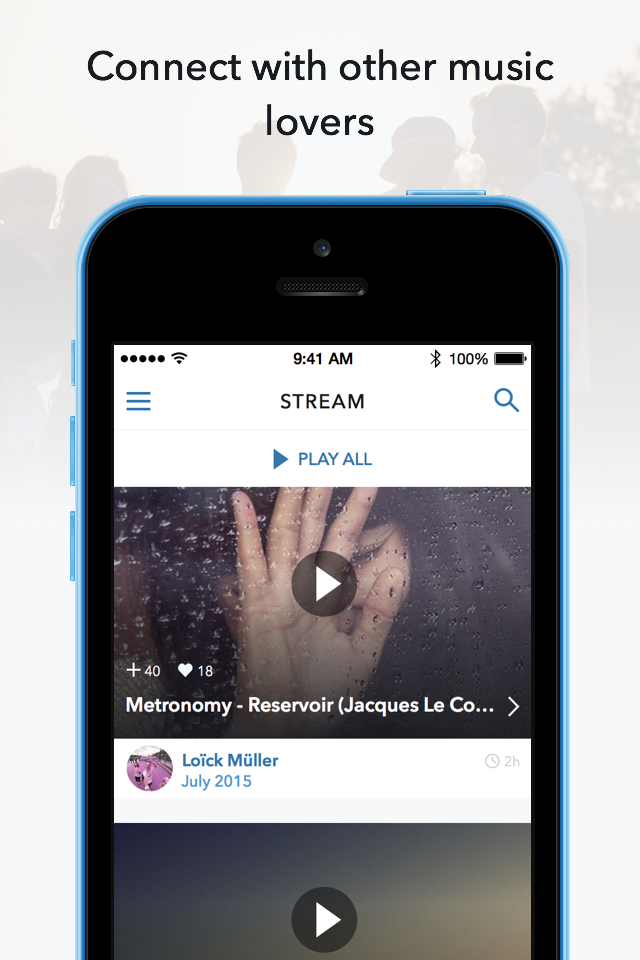 Connect with other music
lovers
9:41 AM
100%
STREAM
PLAY ALL
40 18
Metronomy - Reservoir (Jacques Le Co...
Loïck Müller
2h
July 2015